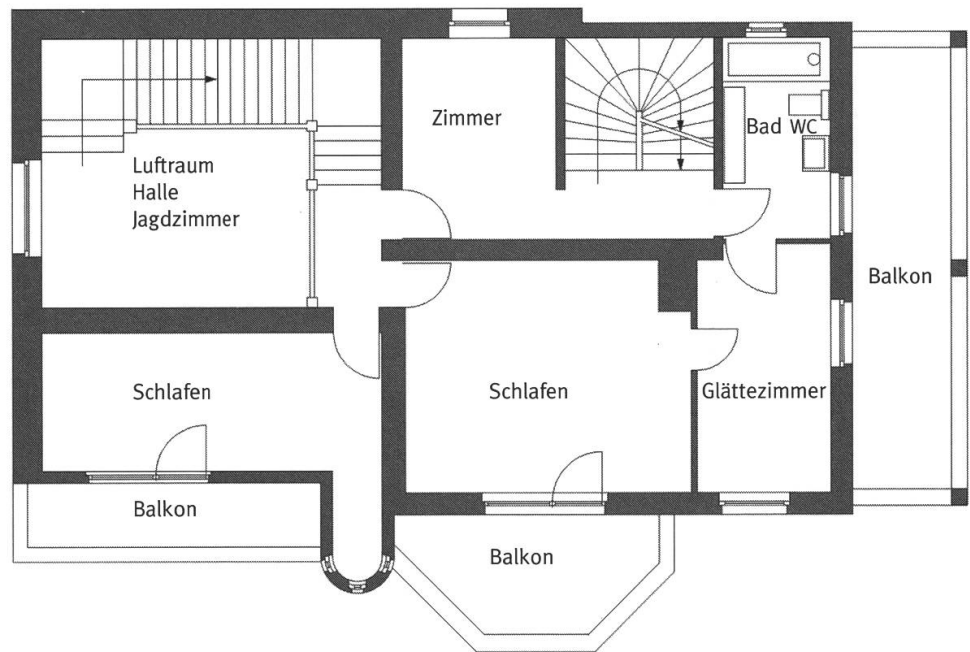 Zimmer
Bad WC
Luftraum
Halle
Jagdzimmer
Balkon
Schlafen
Schlafen
Glättezimmer
Balkon
Balkon